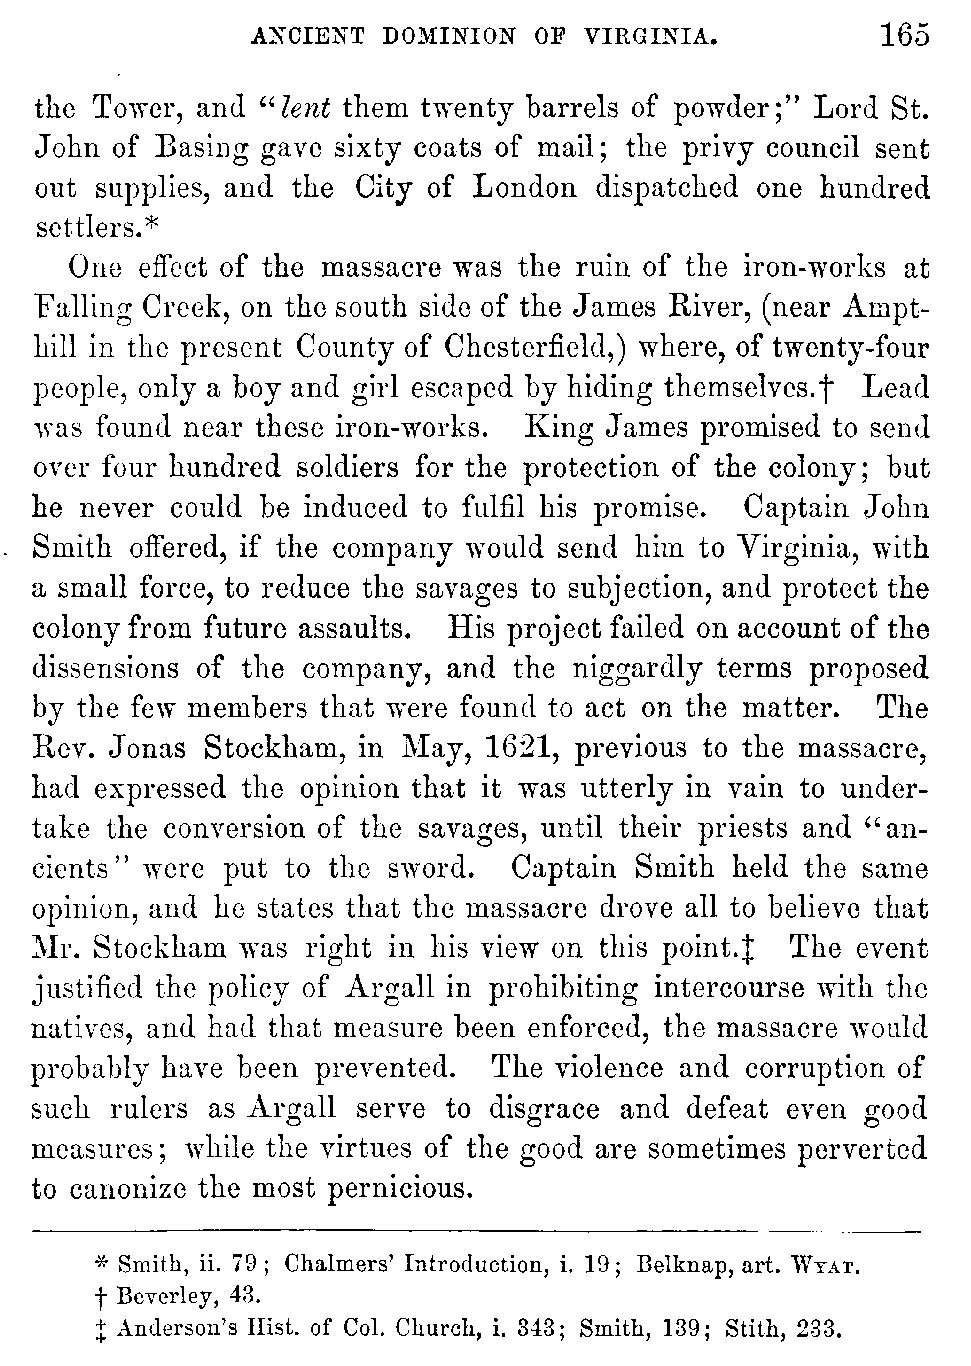 ANCIENT DOMINION OF VIRGINIA. 165
the Tower, and "lent them twenty barrels of powder;" Lord St.
John of Basing gave sixty coats of mail; the privy council sent
out supplies, and the City of London dispatched one hundred
settlers.*
One effect of the massacre was the ruin of the iron-works at
Falling Creek, on the south side of the James River, (near Ampt-
hill in the present County of Chesterfield,) where, of twenty-four
people, only a boy and girl escaped by hiding themselves.† Lead
was found near these iron-works. King James promised to send
over four hundred soldiers for the protection of the colony; but
he never could be induced to fulfil his promise. Captain John
Smith offered, if the company would send him to Virginia, with
a small force, to reduce the savages to subjection, and protect the
colony from future assaults. His project failed on account of the
dissensions of the company, and the niggardly terms proposed
by the few members that were found to act on the matter. The
Rev. Jonas Stockham, in May, 1621, previous to the massacre,
had expressed the opinion that it was utterly in vain to under-
take the conversion of the savages, until their priests and "an-
cients" were put to the sword. Captain Smith held the same
opinion, and he states that the massacre drove all to believe that
Mr. Stockham was right in his view on this point.‡ The event
justified the policy of Argall in prohibiting intercourse with the
natives, and had that measure been enforced, the massacre would
probably have been prevented. The violence and corruption of
such rulers as Argall serve to disgrace and defeat even good
measures; while the virtues of the good are sometimes perverted
to canonize the most pernicious.
* Smith, ii. 79; Chalmers' Introduction, i. 19; Belknap, art. WYAT.
† Beverley, 43.
‡ Anderson's Hist. of Col. Church, i. 343; Smith, 139; Stith, 233.